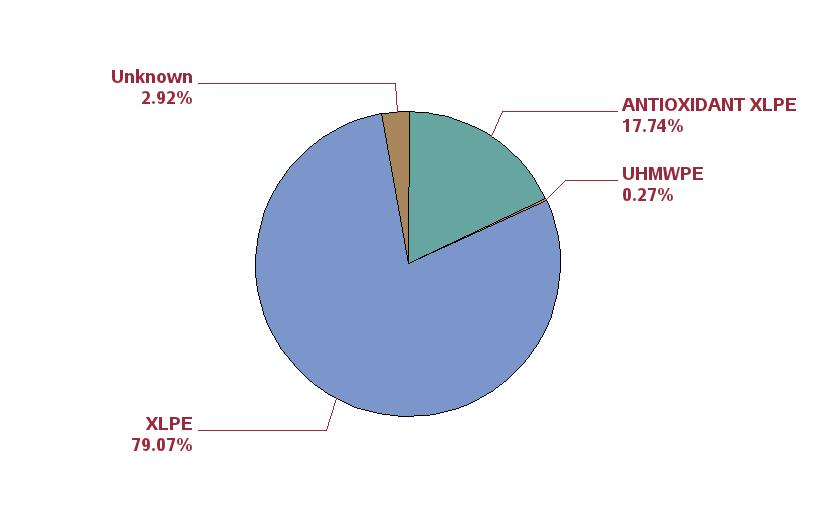 Unknown
2.92%
ANTIOXIDANT XLPE
17.74%
UHMWPE
0.27%
XLPE
79.07%